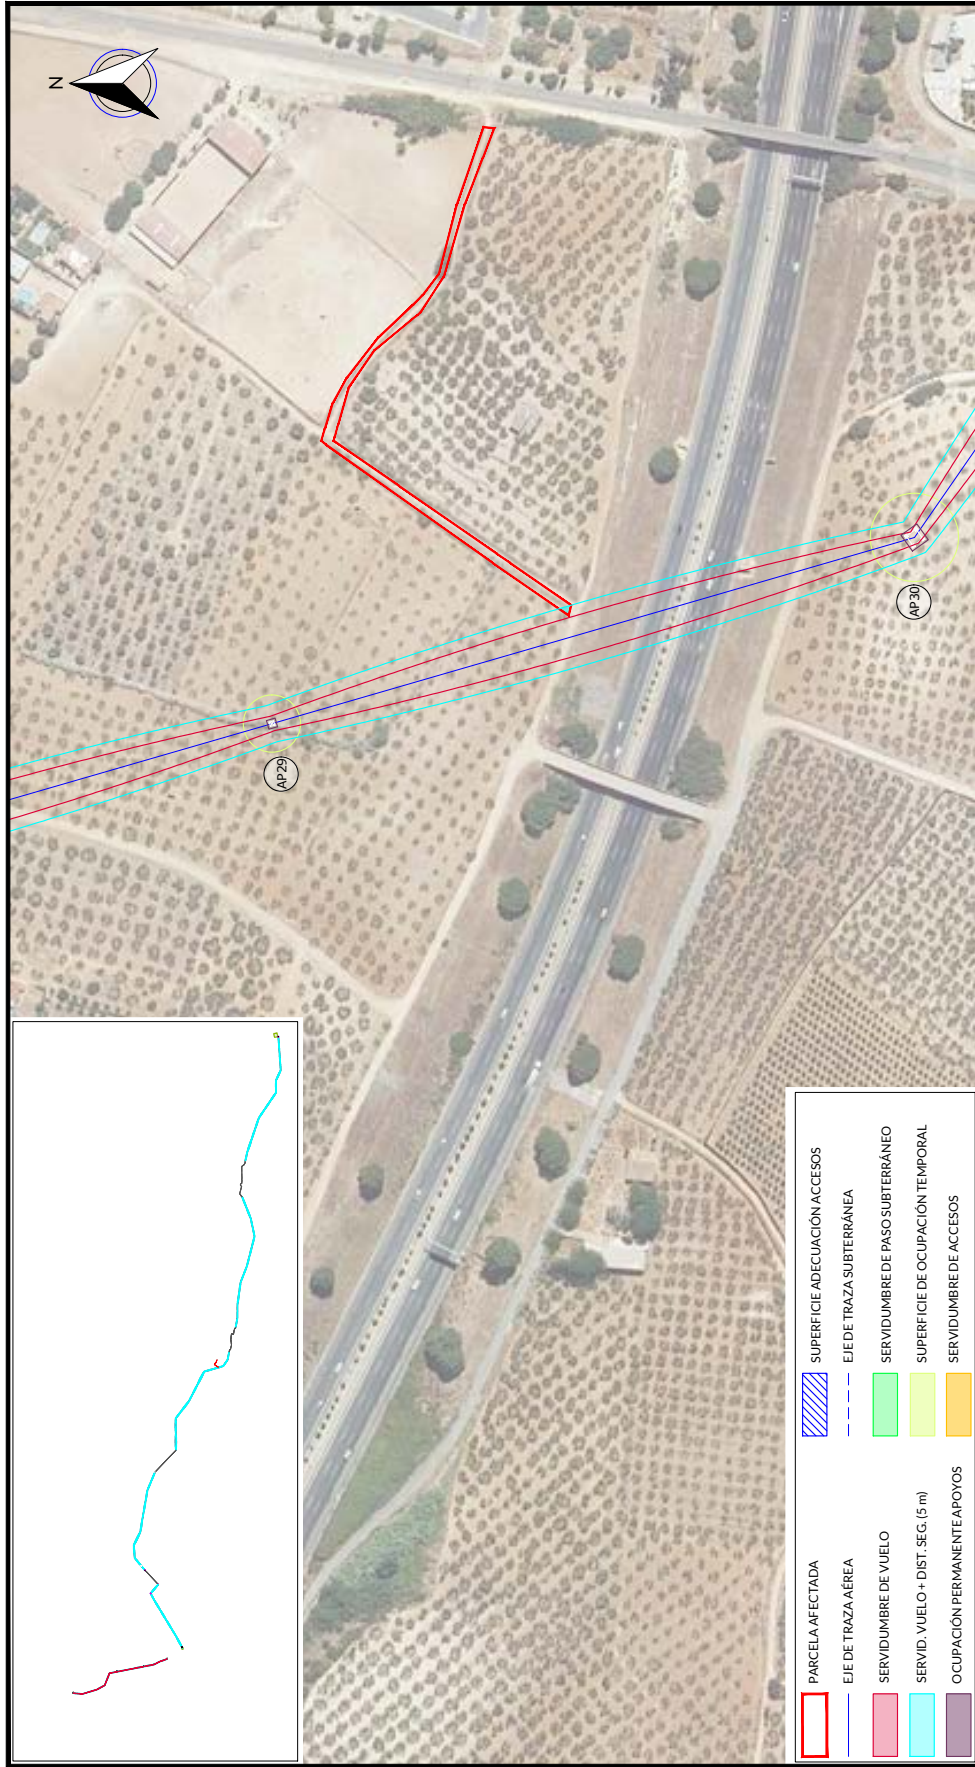 N
AP29
AP30
PARCELA AFECTADA
EJE DE TRAZA AÉREA
SERVIDUMBRE DE VUELO
SERVID. VUELO + DIST. SEG. (5 m)
OCUPACIÓN PERMANENTE APOYOS
SUPERFICIE ADECUACIÓN ACCESOS
EJE DE TRAZA SUBTERRÁNEA
SERVIDUMBRE DE PASO SUBTERRÁNEO
SUPERFICIE DE OCUPACIÓN TEMPORAL
SERVIDUMBRE DE ACCESOS